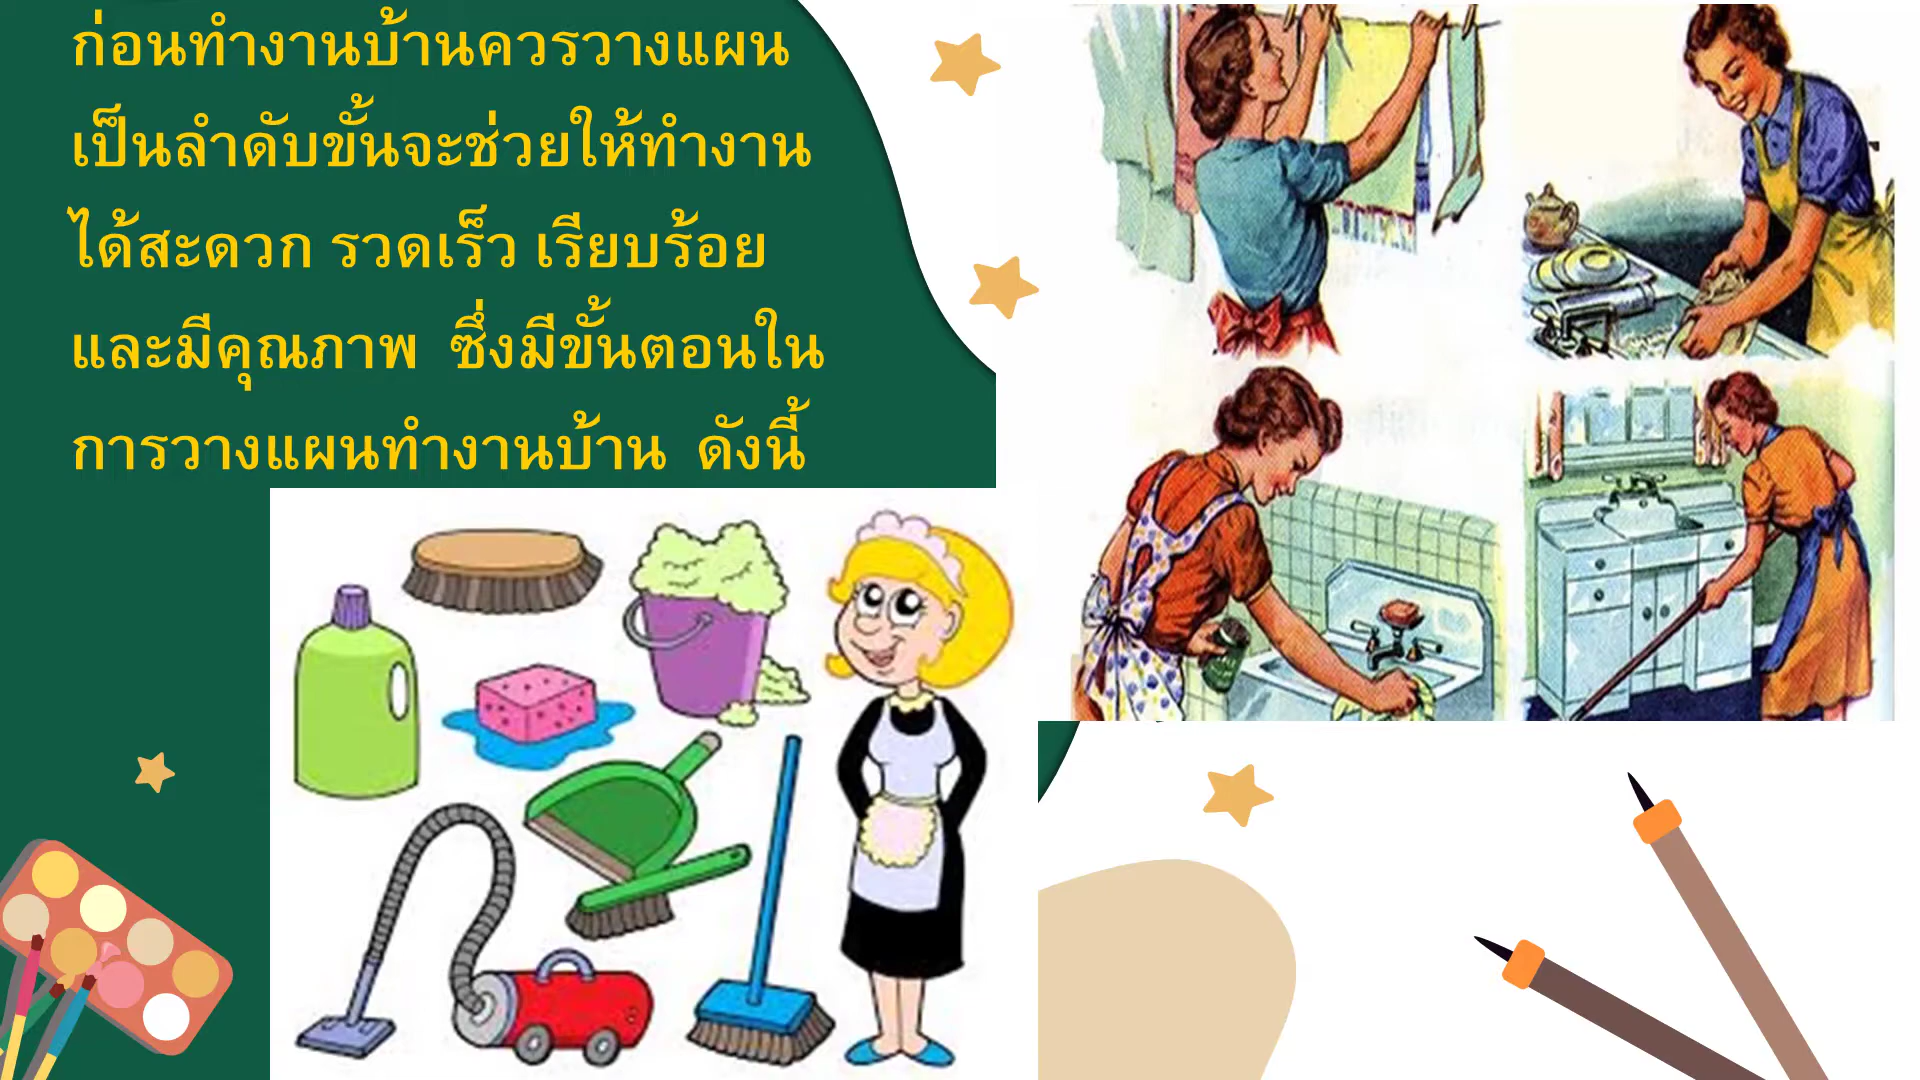 ก่อนทำงานบ้านควรวางแผน
เป็นลำดับขั้นจะช่วยให้ทำงาน
ได้สะดวก รวดเร็ว เรียบร้อย
และมีคุณภาพ  ซึ่งมีขั้นตอนใน
การวางแผนทำงานบ้าน  ดังนี้